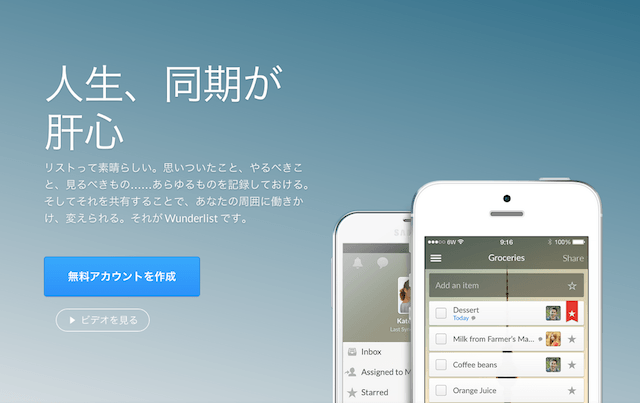 人生、同期が
肝心
リストって素晴らしい。思いついたこと、やるべきこ
と、見るべきもの......あらゆるものを記録しておける。
そしてそれを共有することで、あなたの周囲に働きか
け、変えられる。それが Wunderlist です。
無料アカウントを作成
ビデオを見る
Inbox
Assigned to M
Starred
6W 9:16 100%
Groceries Share
Add an item
Dessert
Today
Milk from Farmer's Ma...
Coffee beans
Orange Juice